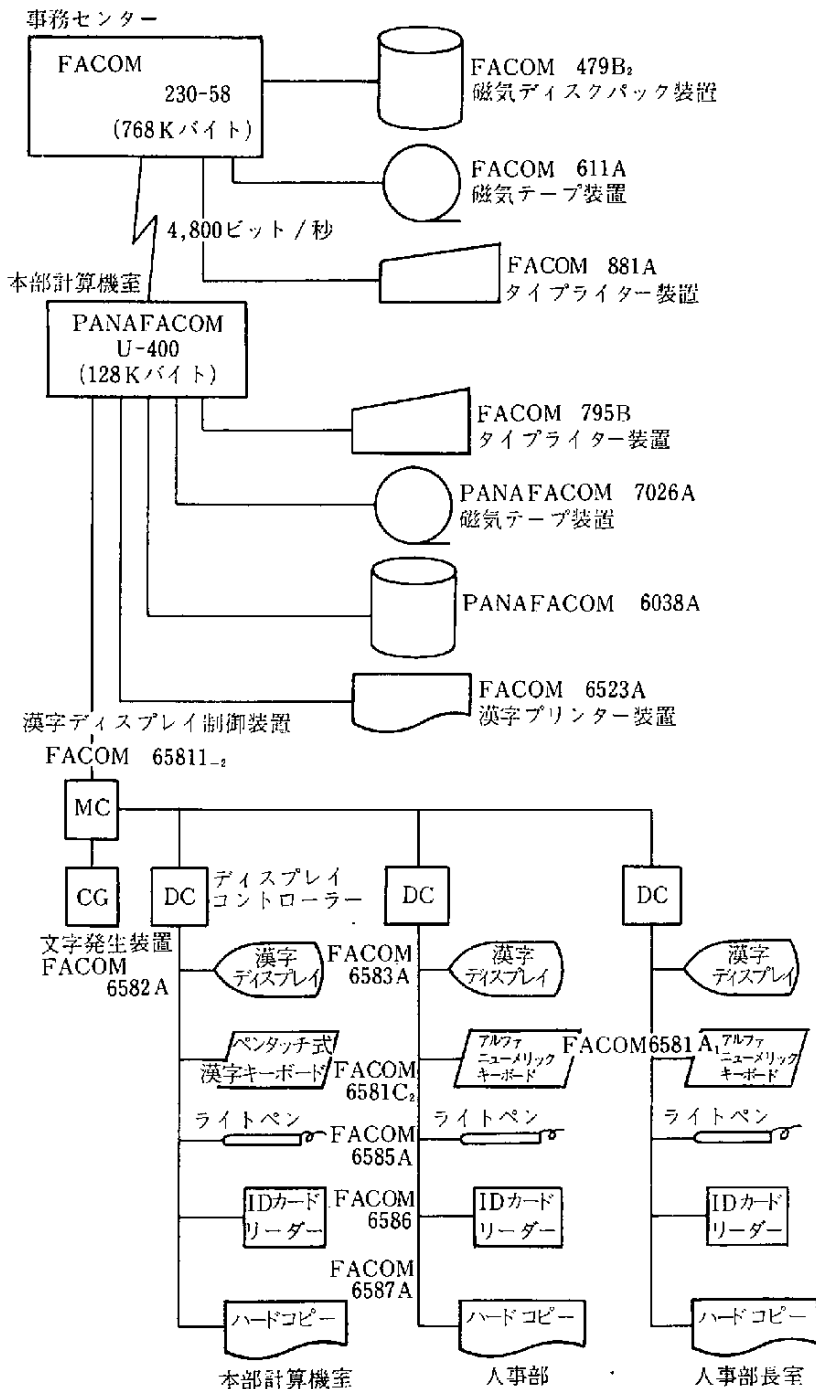 事務センター
FACOM
230-58
(768Kバイト)
FACOM 479B₂
磁気ディスクパック装置
FACOM 611A
磁気テープ装置
4,800ビット/秒
FACOM 881A
タイプライター装置
本部計算機室
PANAFACOM
U-400
(128Kバイト)
FACOM 795B
タイプライター装置
PANAFACOM 7026A
磁気テープ装置
PANAFACOM 6038A
FACOM 6523A
漢字プリンター装置
漢字ディスプレイ制御装置
FACOM 65811₋₂
MC
CG
DC
ディスプレイ
コントローラー
DC
DC
文字発生装置
FACOM
6582A
漢字
ディスプレイ
FACOM
6583A
漢字
ディスプレイ
漢字
ディスプレイ
ペンタッチ式
漢字キーボード
FACOM
6581C₂
アルファ
ニューメリック
キーボード
FACOM6581A₁
アルファ
ニューメリック
キーボード
ライトペン
FACOM
6585A
ライトペン
ライトペン
IDカード
リーダー
FACOM
6586
IDカード
リーダー
IDカード
リーダー
FACOM
6587A
ハードコピー
ハードコピー
ハードコピー
本部計算機室
人事部
人事部長室